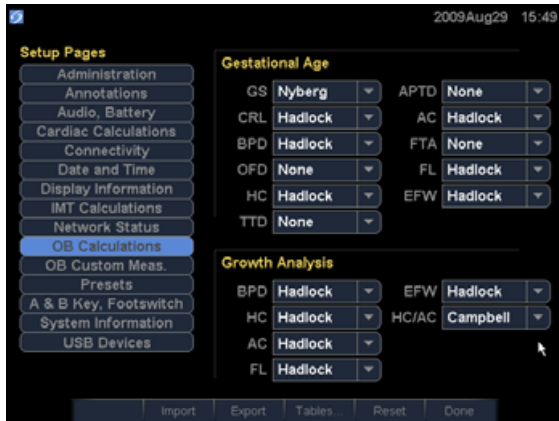 2009Aug29 15:49
Setup Pages
Administration
Annotations
Audio, Battery
Cardiac Calculations
Connectivity
Date and Time
Display Information
IMT Calculations
Network Status
OB Calculations
OB Custom Meas.
Presets
A & B Key, Footswitch
System Information
USB Devices
Gestational Age
GS Nyberg APTD None
CRL Hadlock AC Hadlock
BPD Hadlock FTA None
OFD None FL Hadlock
HC Hadlock EFW Hadlock
TTD None
Growth Analysis
BPD Hadlock EFW Hadlock
HC Hadlock HC/AC Campbell
AC Hadlock
FL Hadlock
Import Export Tables... Reset Done